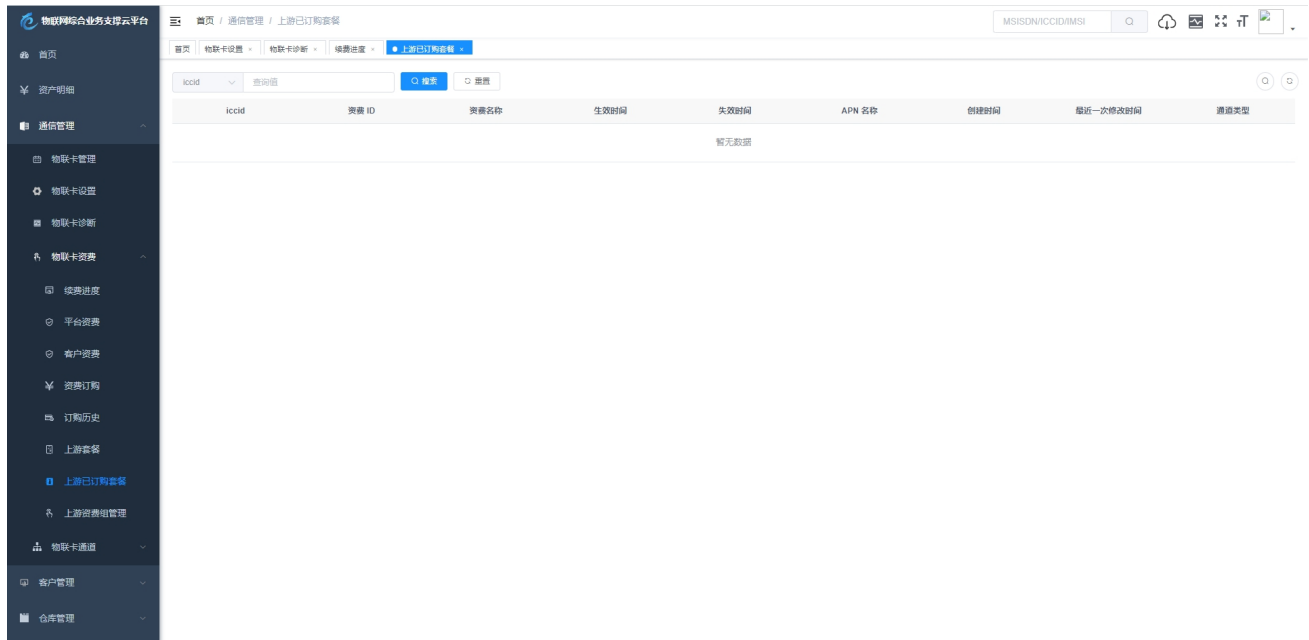 物联网综合业务支撑云平台
首页 / 通信管理 / 上游已订购套餐
MSISDN/ICCID/IMSI
首页
物联卡设置 ×
物联卡诊断 ×
续费进度 ×
上游已订购套餐 ×
首页
资产明细
通信管理
物联卡管理
物联卡设置
物联卡诊断
物联卡资费
续费进度
平台资费
客户资费
资费订购
订购历史
上游套餐
上游已订购套餐
上游资费组管理
物联卡通道
客户管理
仓库管理
iccid
查询值
搜索
重置
iccid 资费 ID 资费名称 生效时间 失效时间 APN 名称 创建时间 最近一次修改时间 通道类型
暂无数据